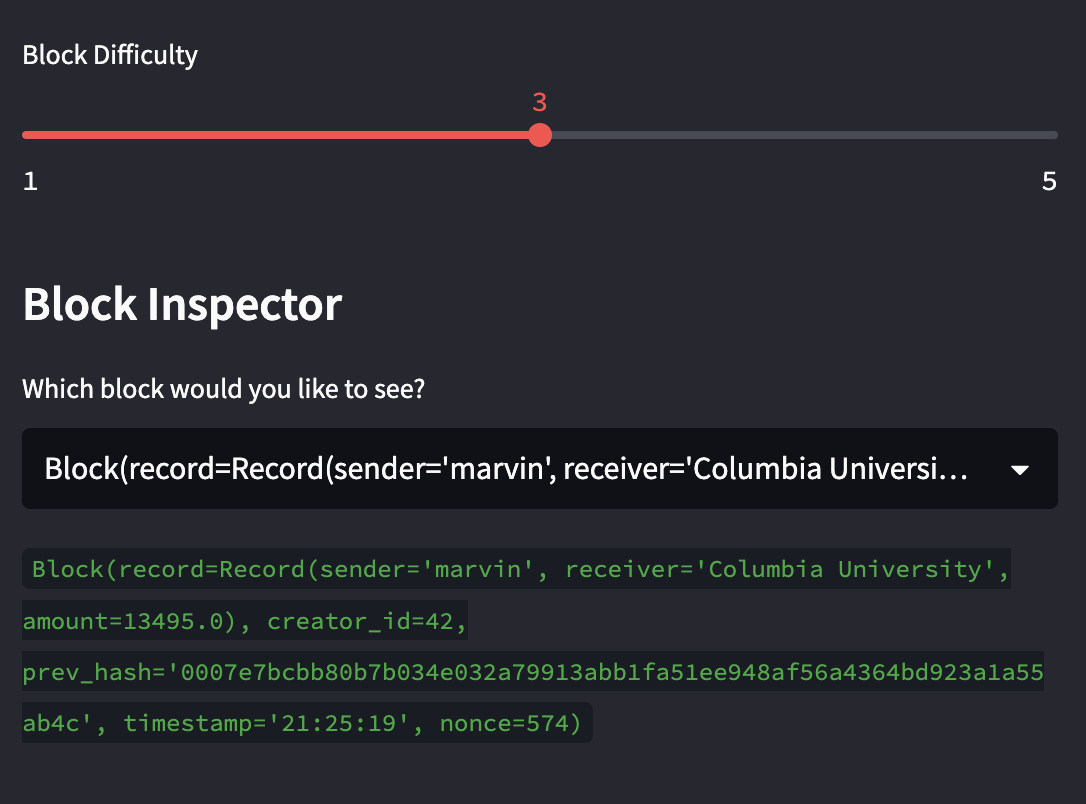 Block Difficulty
3
1
5
Block Inspector
Which block would you like to see?
Block(record=Record(sender='marvin', receiver='Columbia Universi…
Block(record=Record(sender='marvin', receiver='Columbia University',
amount=13495.0), creator_id=42,
prev_hash='0007e7bcbb80b7b034e032a79913abb1fa51ee948af56a4364bd923a1a55
ab4c', timestamp='21:25:19', nonce=574)